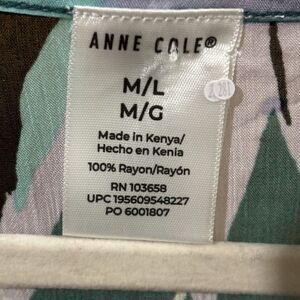 ANNE COLE®
M/L
M/G
Made in Kenya/
Hecho en Kenia
100% Rayon/Rayón
RN 103658
UPC 195609548227
PO 6001807